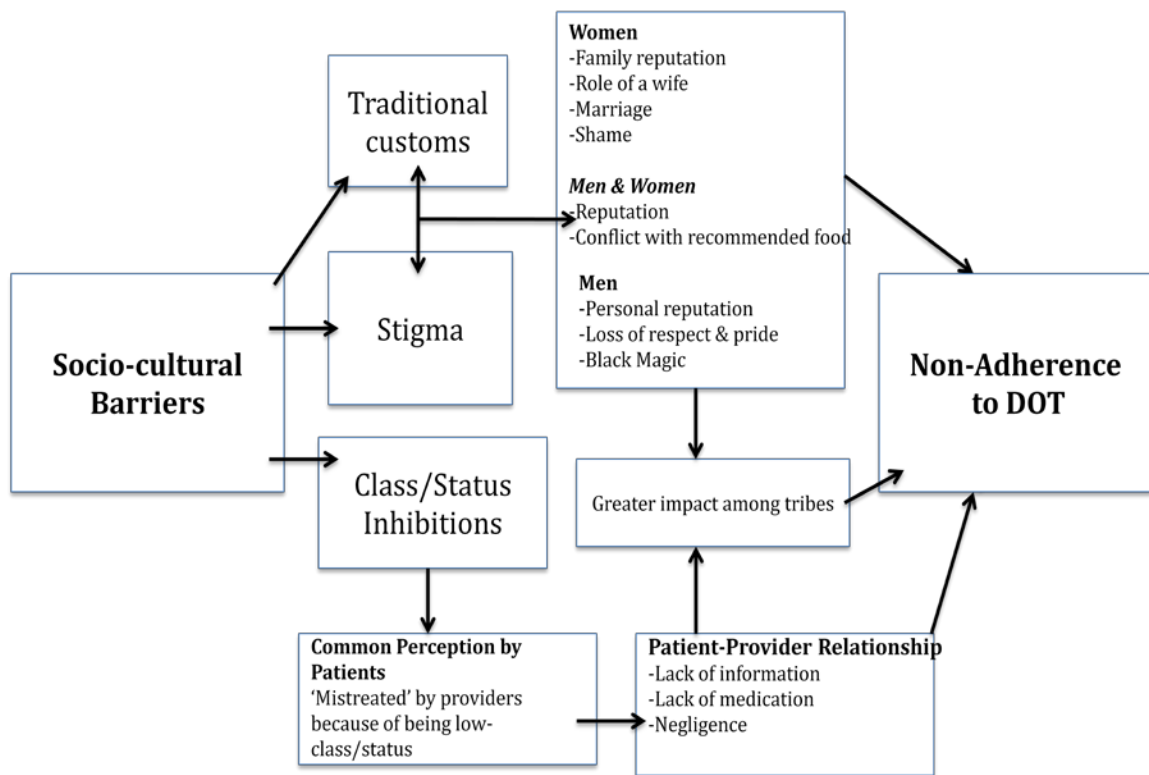 Socio-cultural
Barriers
Traditional
customs
Stigma
Class/Status
Inhibitions
Common Perception by
Patients
‘Mistreated’ by providers
because of being low-
class/status
Women
-Family reputation
-Role of a wife
-Marriage
-Shame
Men & Women
-Reputation
-Conflict with recommended food
Men
-Personal reputation
-Loss of respect & pride
-Black Magic
Greater impact among tribes
Patient-Provider Relationship
-Lack of information
-Lack of medication
-Negligence
Non-Adherence
to DOT